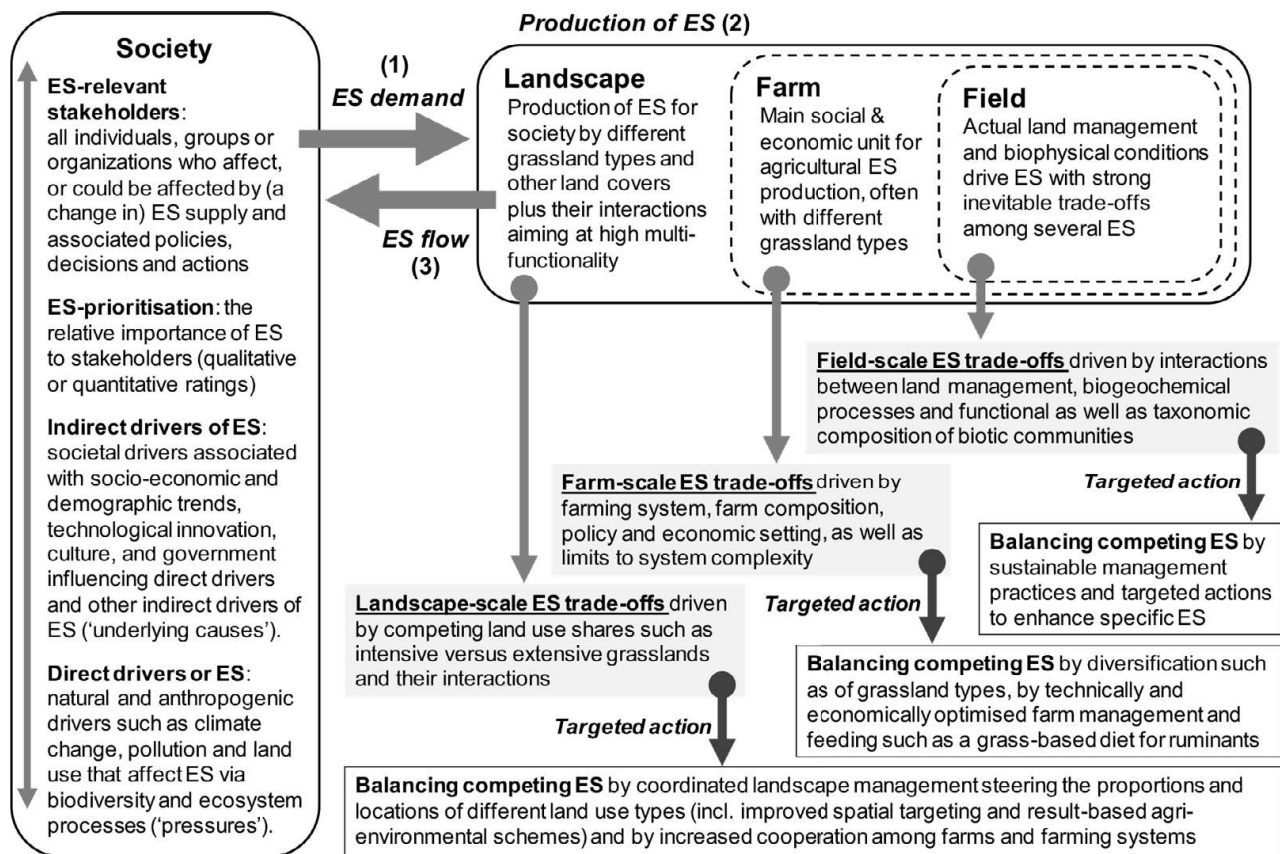 Society
ES-relevant
stakeholders:
all individuals, groups or
organizations who affect,
or could be affected by (a
change in) ES supply and
associated policies,
decisions and actions
ES-prioritisation: the
relative importance of ES
to stakeholders (qualitative
or quantitative ratings)
Indirect drivers of ES:
societal drivers associated
with socio-economic and
demographic trends,
technological innovation,
culture, and government
influencing direct drivers
and other indirect drivers of
ES (‘underlying causes’).
Direct drivers or ES:
natural and anthropogenic
drivers such as climate
change, pollution and land
use that affect ES via
biodiversity and ecosystem
processes (‘pressures’).
(1)
ES demand
ES flow
(3)
Production of ES (2)
Landscape
Production of ES for
society by different
grassland types and
other land covers
plus their interactions
aiming at high multi-
functionality
Farm
Main social &
economic unit for
agricultural ES
production, often
with different
grassland types
Field
Actual land management
and biophysical conditions
drive ES with strong
inevitable trade-offs
among several ES
Field-scale ES trade-offs driven by interactions
between land management, biogeochemical
processes and functional as well as taxonomic
composition of biotic communities
Targeted action
Balancing competing ES by
sustainable management
practices and targeted actions
to enhance specific ES
Farm-scale ES trade-offs driven by
farming system, farm composition,
policy and economic setting, as well as
limits to system complexity
Targeted action
Balancing competing ES by diversification such
as of grassland types, by technically and
economically optimised farm management and
feeding such as a grass-based diet for ruminants
Landscape-scale ES trade-offs driven
by competing land use shares such as
intensive versus extensive grasslands
and their interactions
Targeted action
Balancing competing ES by coordinated landscape management steering the proportions and
locations of different land use types (incl. improved spatial targeting and result-based agri-
environmental schemes) and by increased cooperation among farms and farming systems